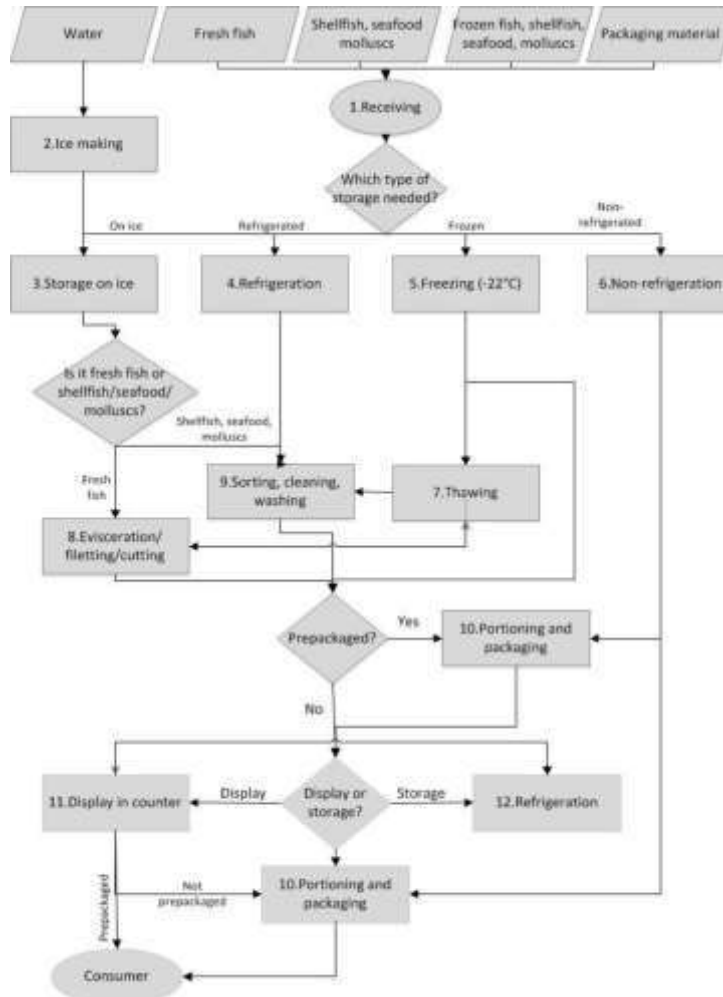 Water
Fresh fish
Shellfish, seafood
molluscs
Frozen fish, shellfish,
seafood, molluscs
Packaging material
1.Receiving
2.Ice making
Which type of
storage needed?
On ice
Refrigerated
Frozen
Non-
refrigerated
3.Storage on ice
4.Refrigeration
5.Freezing (-22°C)
6.Non-refrigeration
Is it fresh fish or
shellfish/seafood/
molluscs?
Shellfish, seafood,
molluscs
Fresh
fish
9.Sorting, cleaning,
washing
7.Thawing
8.Evisceration/
filetting/cutting
Prepackaged?
Yes
10.Portioning and
packaging
No
11.Display in counter
Display
Display or
storage?
Storage
12.Refrigeration
Prepackaged
Not
prepackaged
10.Portioning and
packaging
Consumer